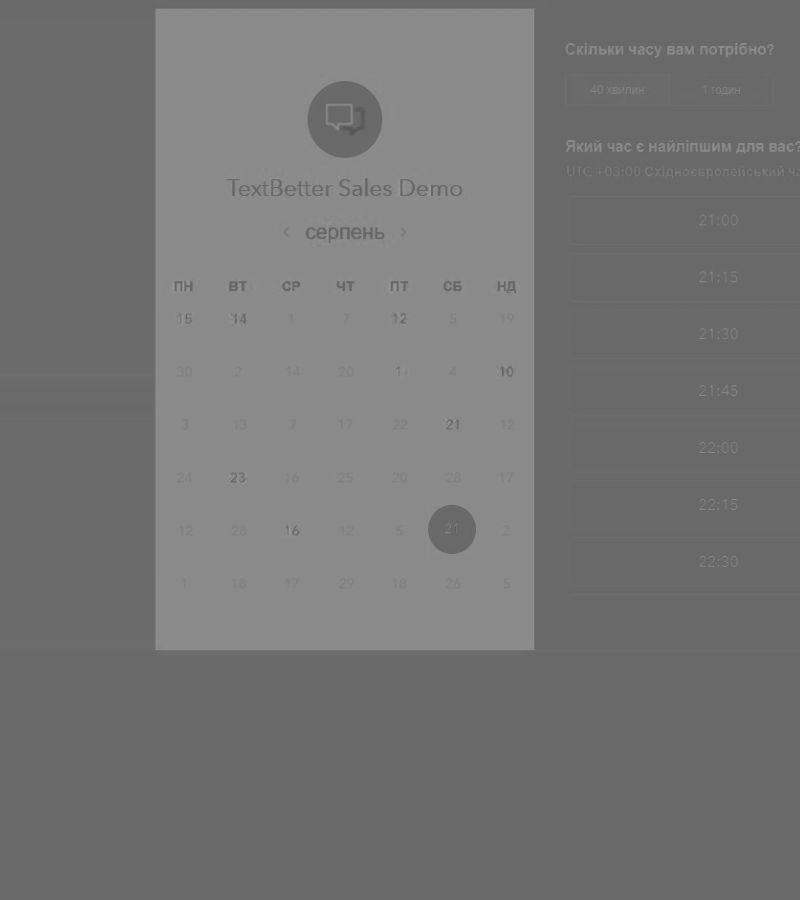 TextBetter Sales Demo
‹ серпень ›
ПН ВТ СР ЧТ ПТ СБ НД
15 14 1 7 12 5 19
30 2 14 20 1 4 10
3 13 7 17 22 21 12
24 23 16 25 20 28 17
12 28 16 12 5 21 2
1 18 17 29 18 26 5
Скільки часу вам потрібно?
40 хвилин 1 годин
Який час є найліпшим для вас?
UTC +03:00 Східноєвропейський
21:00
21:15
21:30
21:45
22:00
22:15
22:30